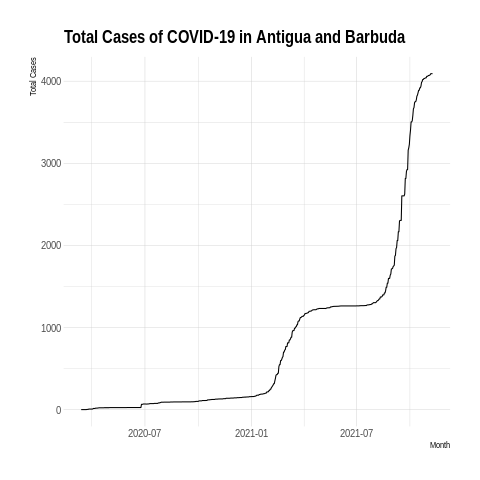 Total Cases of COVID-19 in Antigua and Barbuda
Total Cases
4000
3000
2000
1000
0
2020-07 2021-01 2021-07
Month